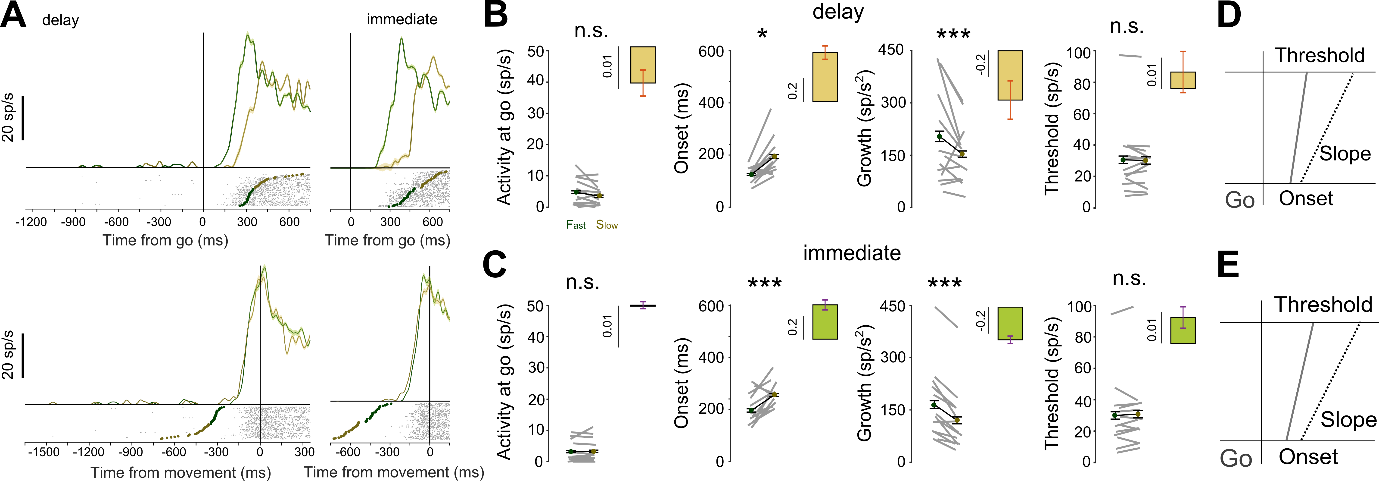 A
delay
immediate
20 sp/s
-1200 -900 -600 -300 0 300 600
Time from go (ms)
0 300 600
Time from go (ms)
20 sp/s
-1500 -1200 -900 -600 -300 0 300
Time from movement (ms)
-600 -300 0
Time from movement (ms)
B
delay
n.s.
Activity at go (sp/s)
50
40
30
20
10
0
0.01
Fast Slow
*
Onset (ms)
600
400
200
0
0.2
***
Growth (sp/s²)
450
300
150
0
-0.2
n.s.
Threshold (sp/s)
100
80
60
40
20
0
0.01
C
immediate
n.s.
Activity at go (sp/s)
50
40
30
20
10
0
0.01
***
Onset (ms)
600
400
200
0
0.2
***
Growth (sp/s²)
450
300
150
0
-0.2
n.s.
Threshold (sp/s)
100
80
60
40
20
0
0.01
D
Threshold
Slope
Go
Onset
E
Threshold
Slope
Go
Onset